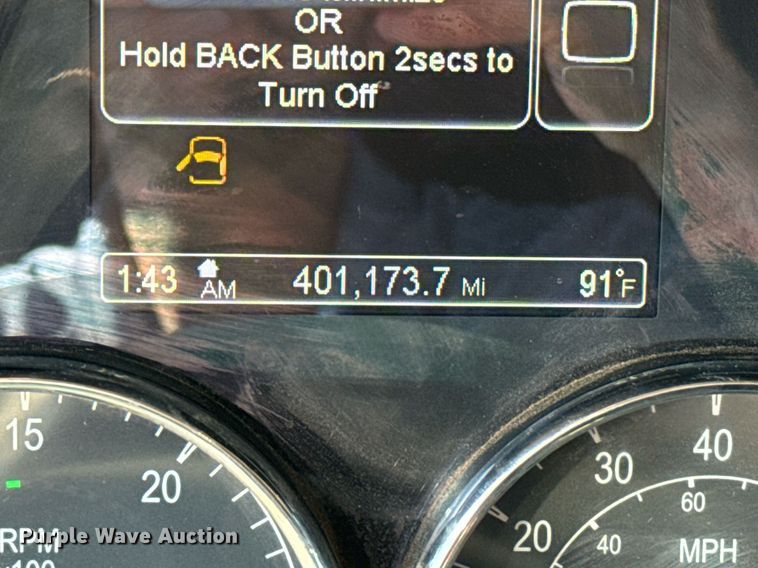 OR
Hold BACK Button 2secs to
Turn Off
1:43 AM 401,173.7 Mi 91°F
15
20
RPM
20
30
40
40
60
MPH
Purple Wave Auction